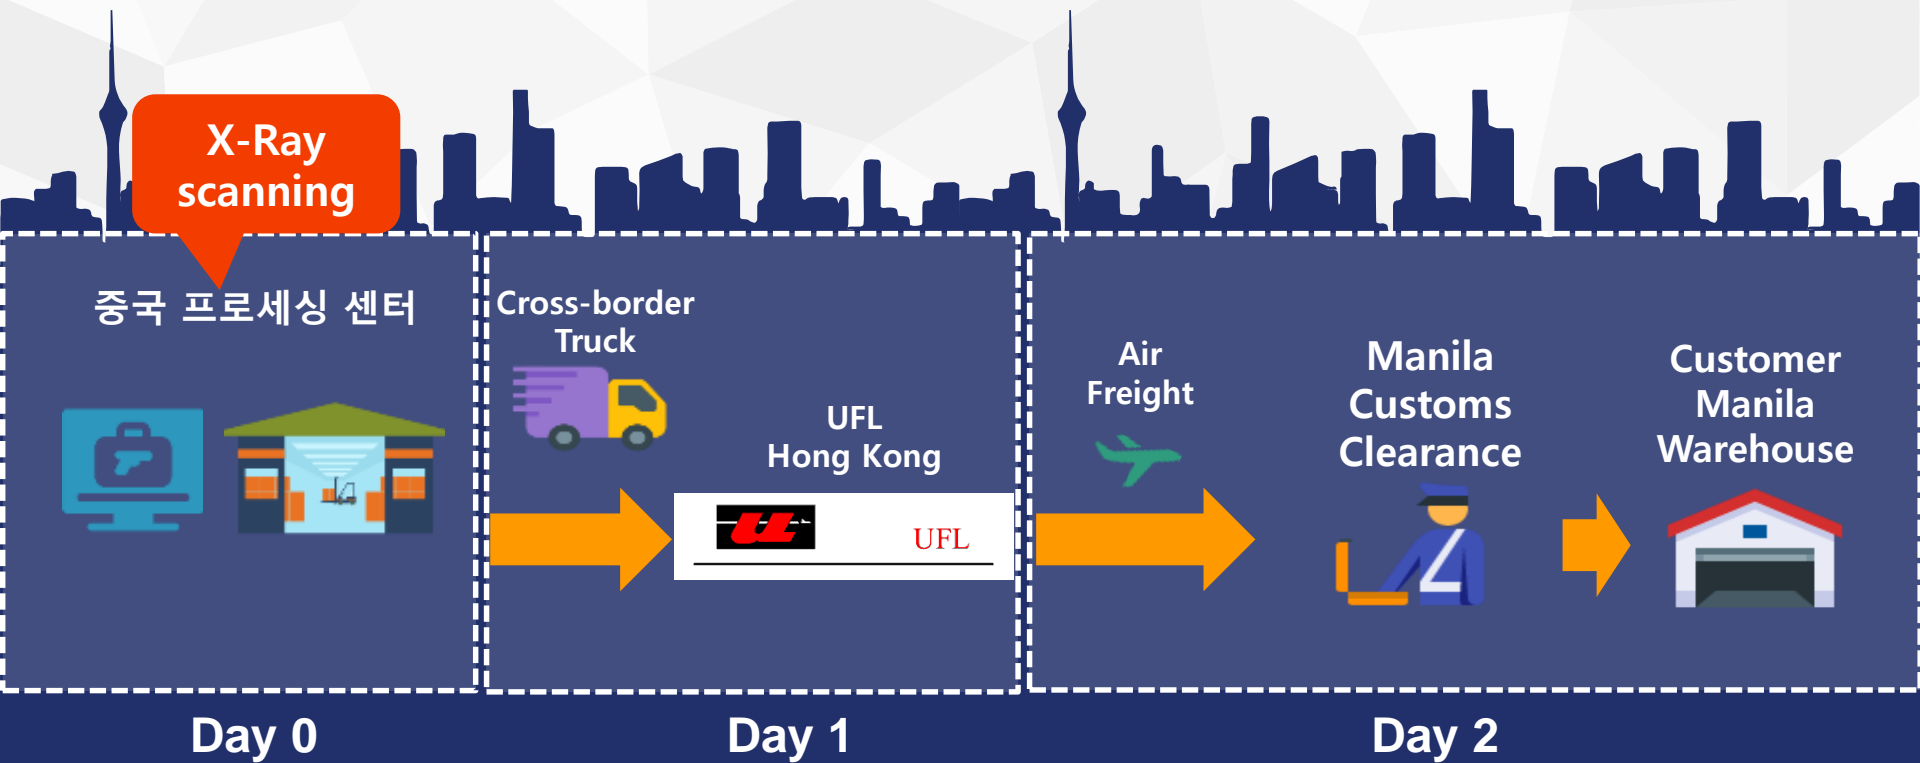 X-Ray
scanning
중국 프로세싱 센터
Cross-border
Truck
UFL
Hong Kong
UFL
Air
Freight
Manila
Customs
Clearance
Customer
Manila
Warehouse
Day 0
Day 1
Day 2